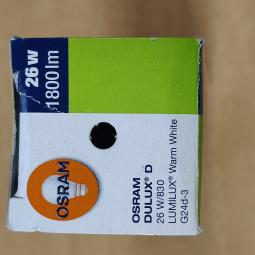 26 W
1800 lm
OSRAM
OSRAM
DULUX® D
26 W/830
LUMILUX® Warm White
G24d-3